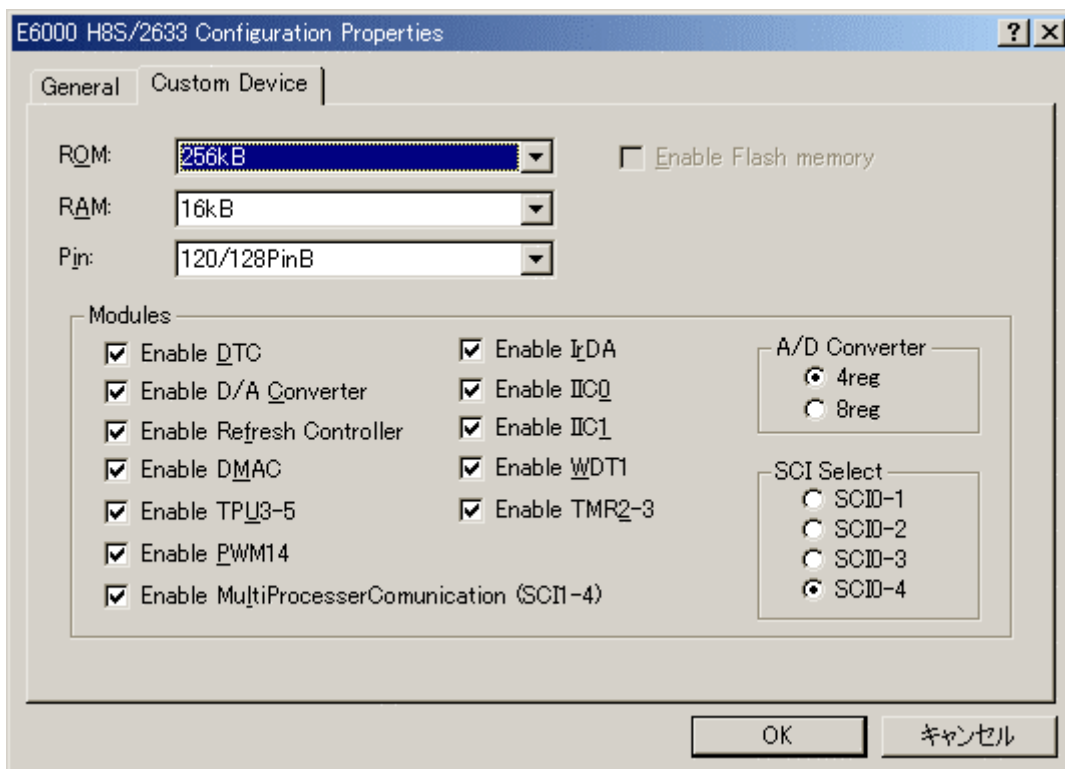 E6000 H8S/2633 Configuration Properties
General
Custom Device
ROM:
256kB
Enable Flash memory
RAM:
16kB
Pin:
120/128PinB
Modules
Enable DTC
Enable D/A Converter
Enable Refresh Controller
Enable DMAC
Enable TPU3-5
Enable PWM14
Enable MultiProcesserComunication (SCI1-4)
Enable IrDA
Enable IIC0
Enable IIC1
Enable WDT1
Enable TMR2-3
A/D Converter
4reg
8reg
SCI Select
SCI0-1
SCI0-2
SCI0-3
SCI0-4
OK
キャンセル